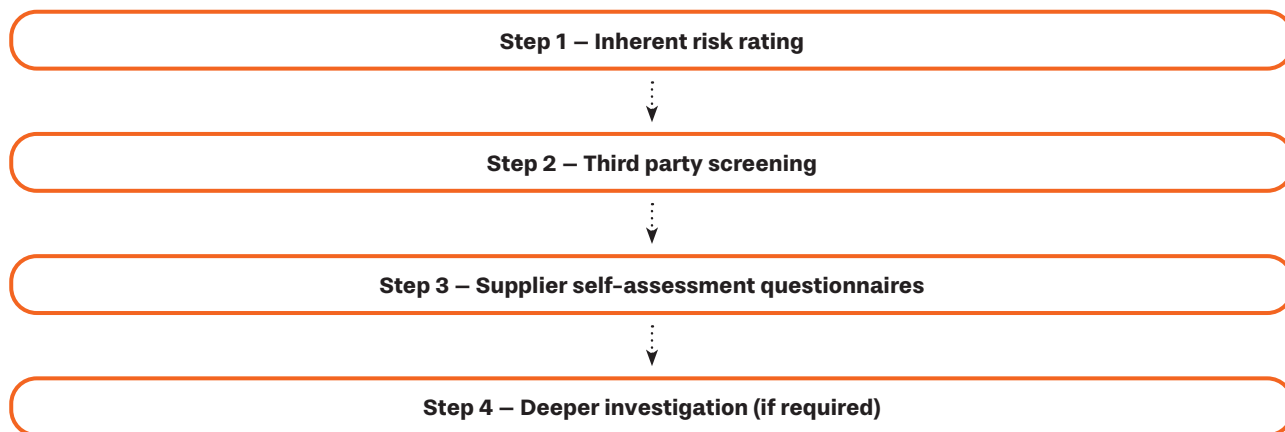 Step 1 – Inherent risk rating
Step 2 – Third party screening
Step 3 – Supplier self-assessment questionnaires
Step 4 – Deeper investigation (if required)